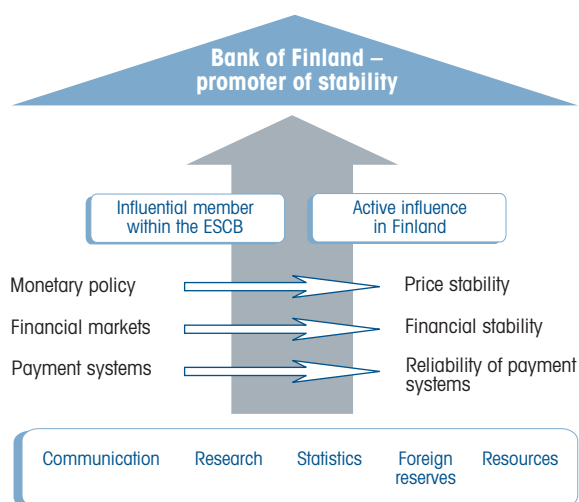 Bank of Finland –
promoter of stability
Influential member
within the ESCB
Active influence
in Finland
Monetary policy
Price stability
Financial markets
Financial stability
Payment systems
Reliability of payment
systems
Communication
Research
Statistics
Foreign
reserves
Resources